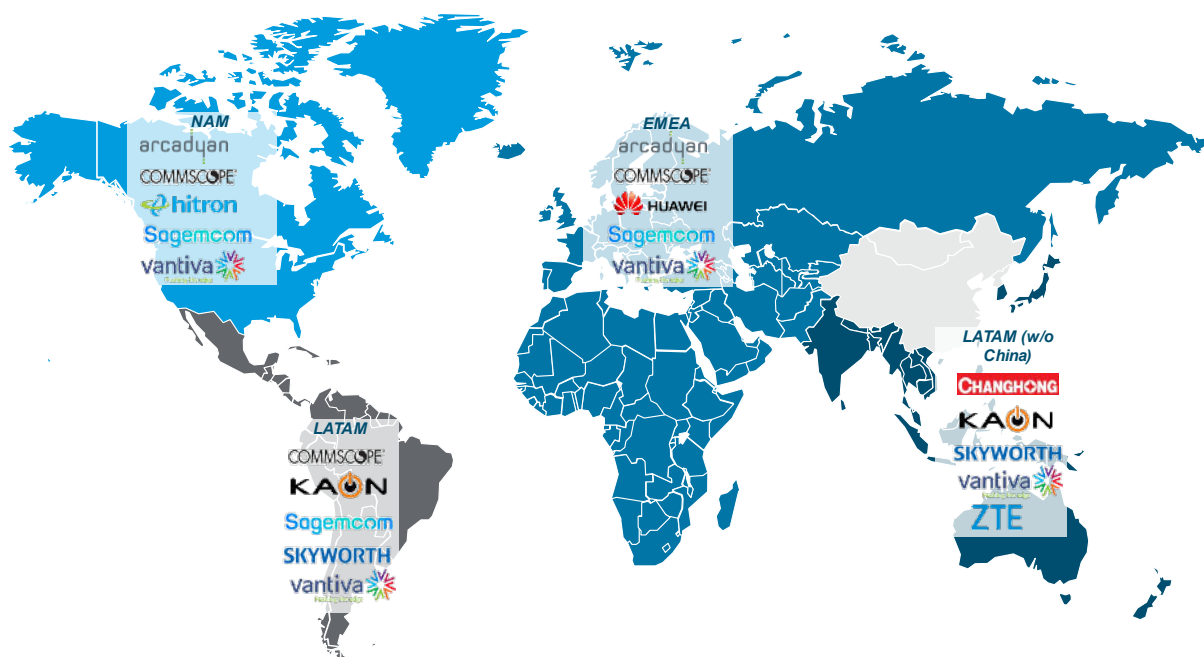 NAM
arcadyan
COMMSCOPE
hitron
Sagemcom
vantiva
EMEA
arcadyan
COMMSCOPE
HUAWEI
Sagemcom
vantiva
LATAM
COMMSCOPE
KAON
Sagemcom
SKYWORTH
vantiva
LATAM (w/o
China)
CHANGHONG
KAON
SKYWORTH
vantiva
ZTE